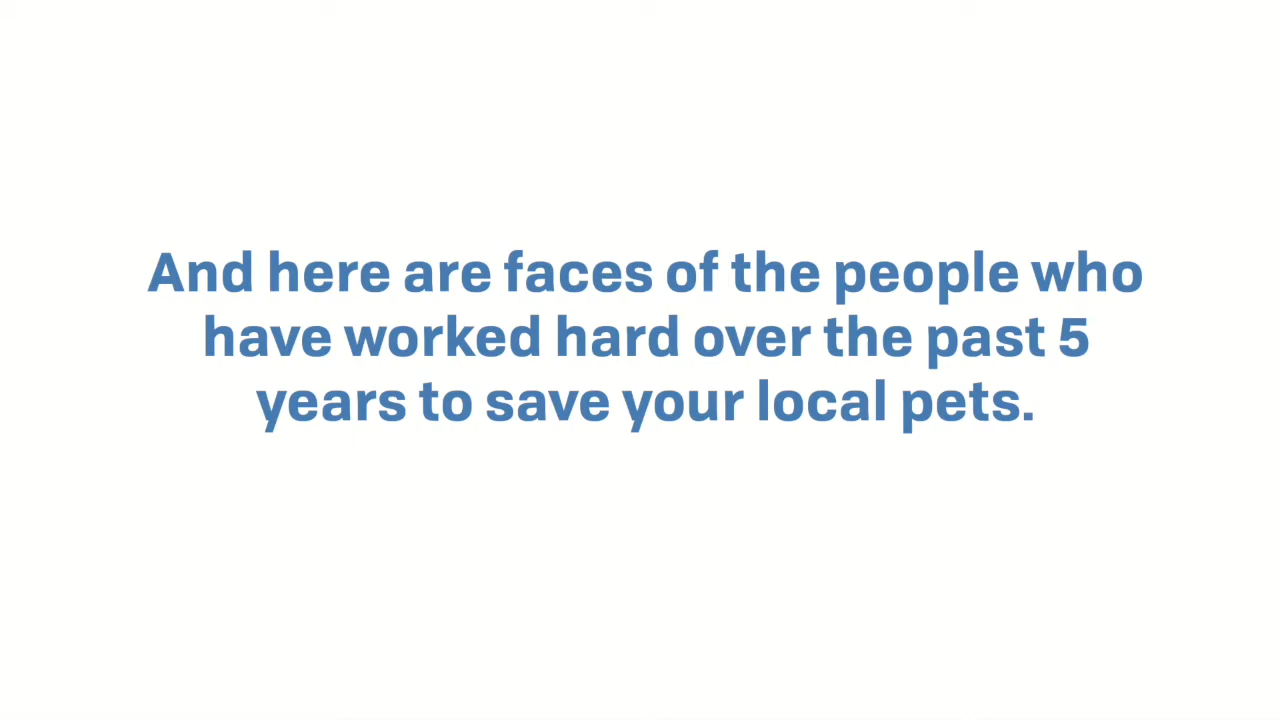 And here are faces of the people who
have worked hard over the past 5
years to save your local pets.